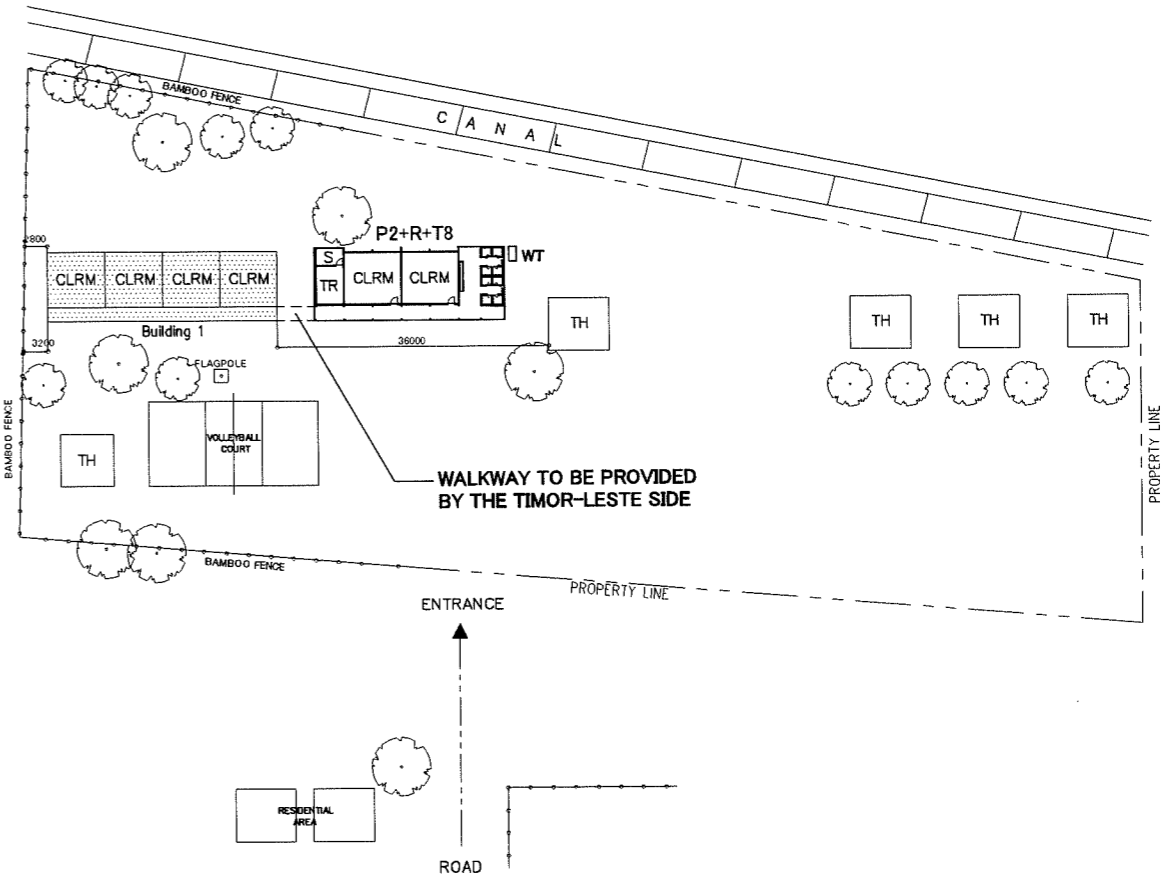 BAMBOO FENCE
C A N A L
P2+R+T8
2800
S
WT
CLRM CLRM CLRM CLRM
TR CLRM CLRM
TH
TH
TH
TH
Building 1
3200
36000
FLAGPOLE
BAMBOO FENCE
PROPERTY LINE
VOLLEYBALL
COURT
TH
WALKWAY TO BE PROVIDED
BY THE TIMOR-LESTE SIDE
BAMBOO FENCE
PROPERTY LINE
ENTRANCE
RESIDENTIAL
AREA
ROAD